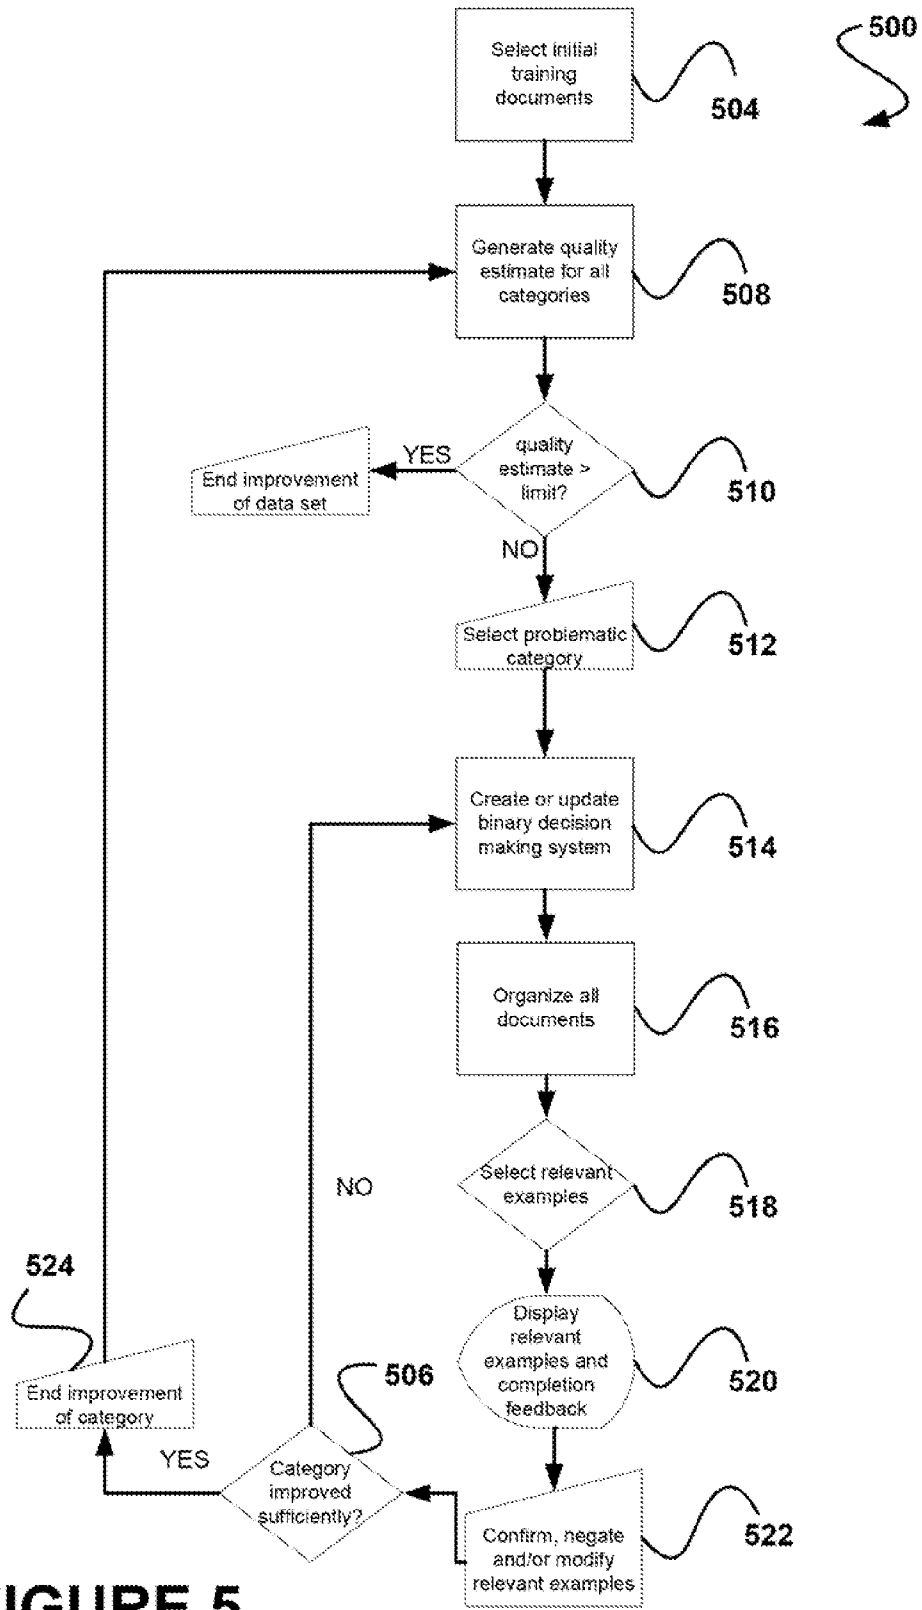 500
Select initial
training
documents
504
Generate quality
estimate for all
categories
508
quality
estimate >
limit?
510
YES
End improvement
of data set
NO
Select problematic
category
512
Create or update
binary decision
making system
514
Organize all
documents
516
Select relevant
examples
518
NO
Display
relevant
examples and
completion
feedback
520
524
End improvement
of category
YES
506
Category
improved
sufficiently?
Confirm, negate
and/or modify
relevant examples
522
IGURE 5